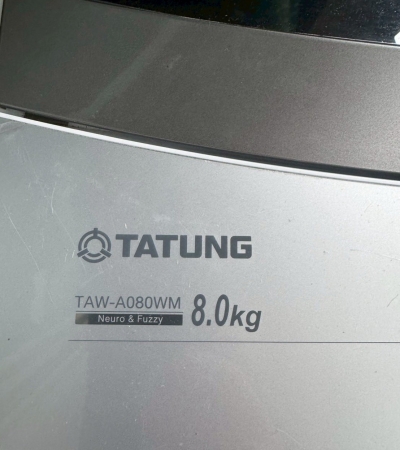 TATUNG
TAW-A080WM
Neuro & Fuzzy
8.0kg